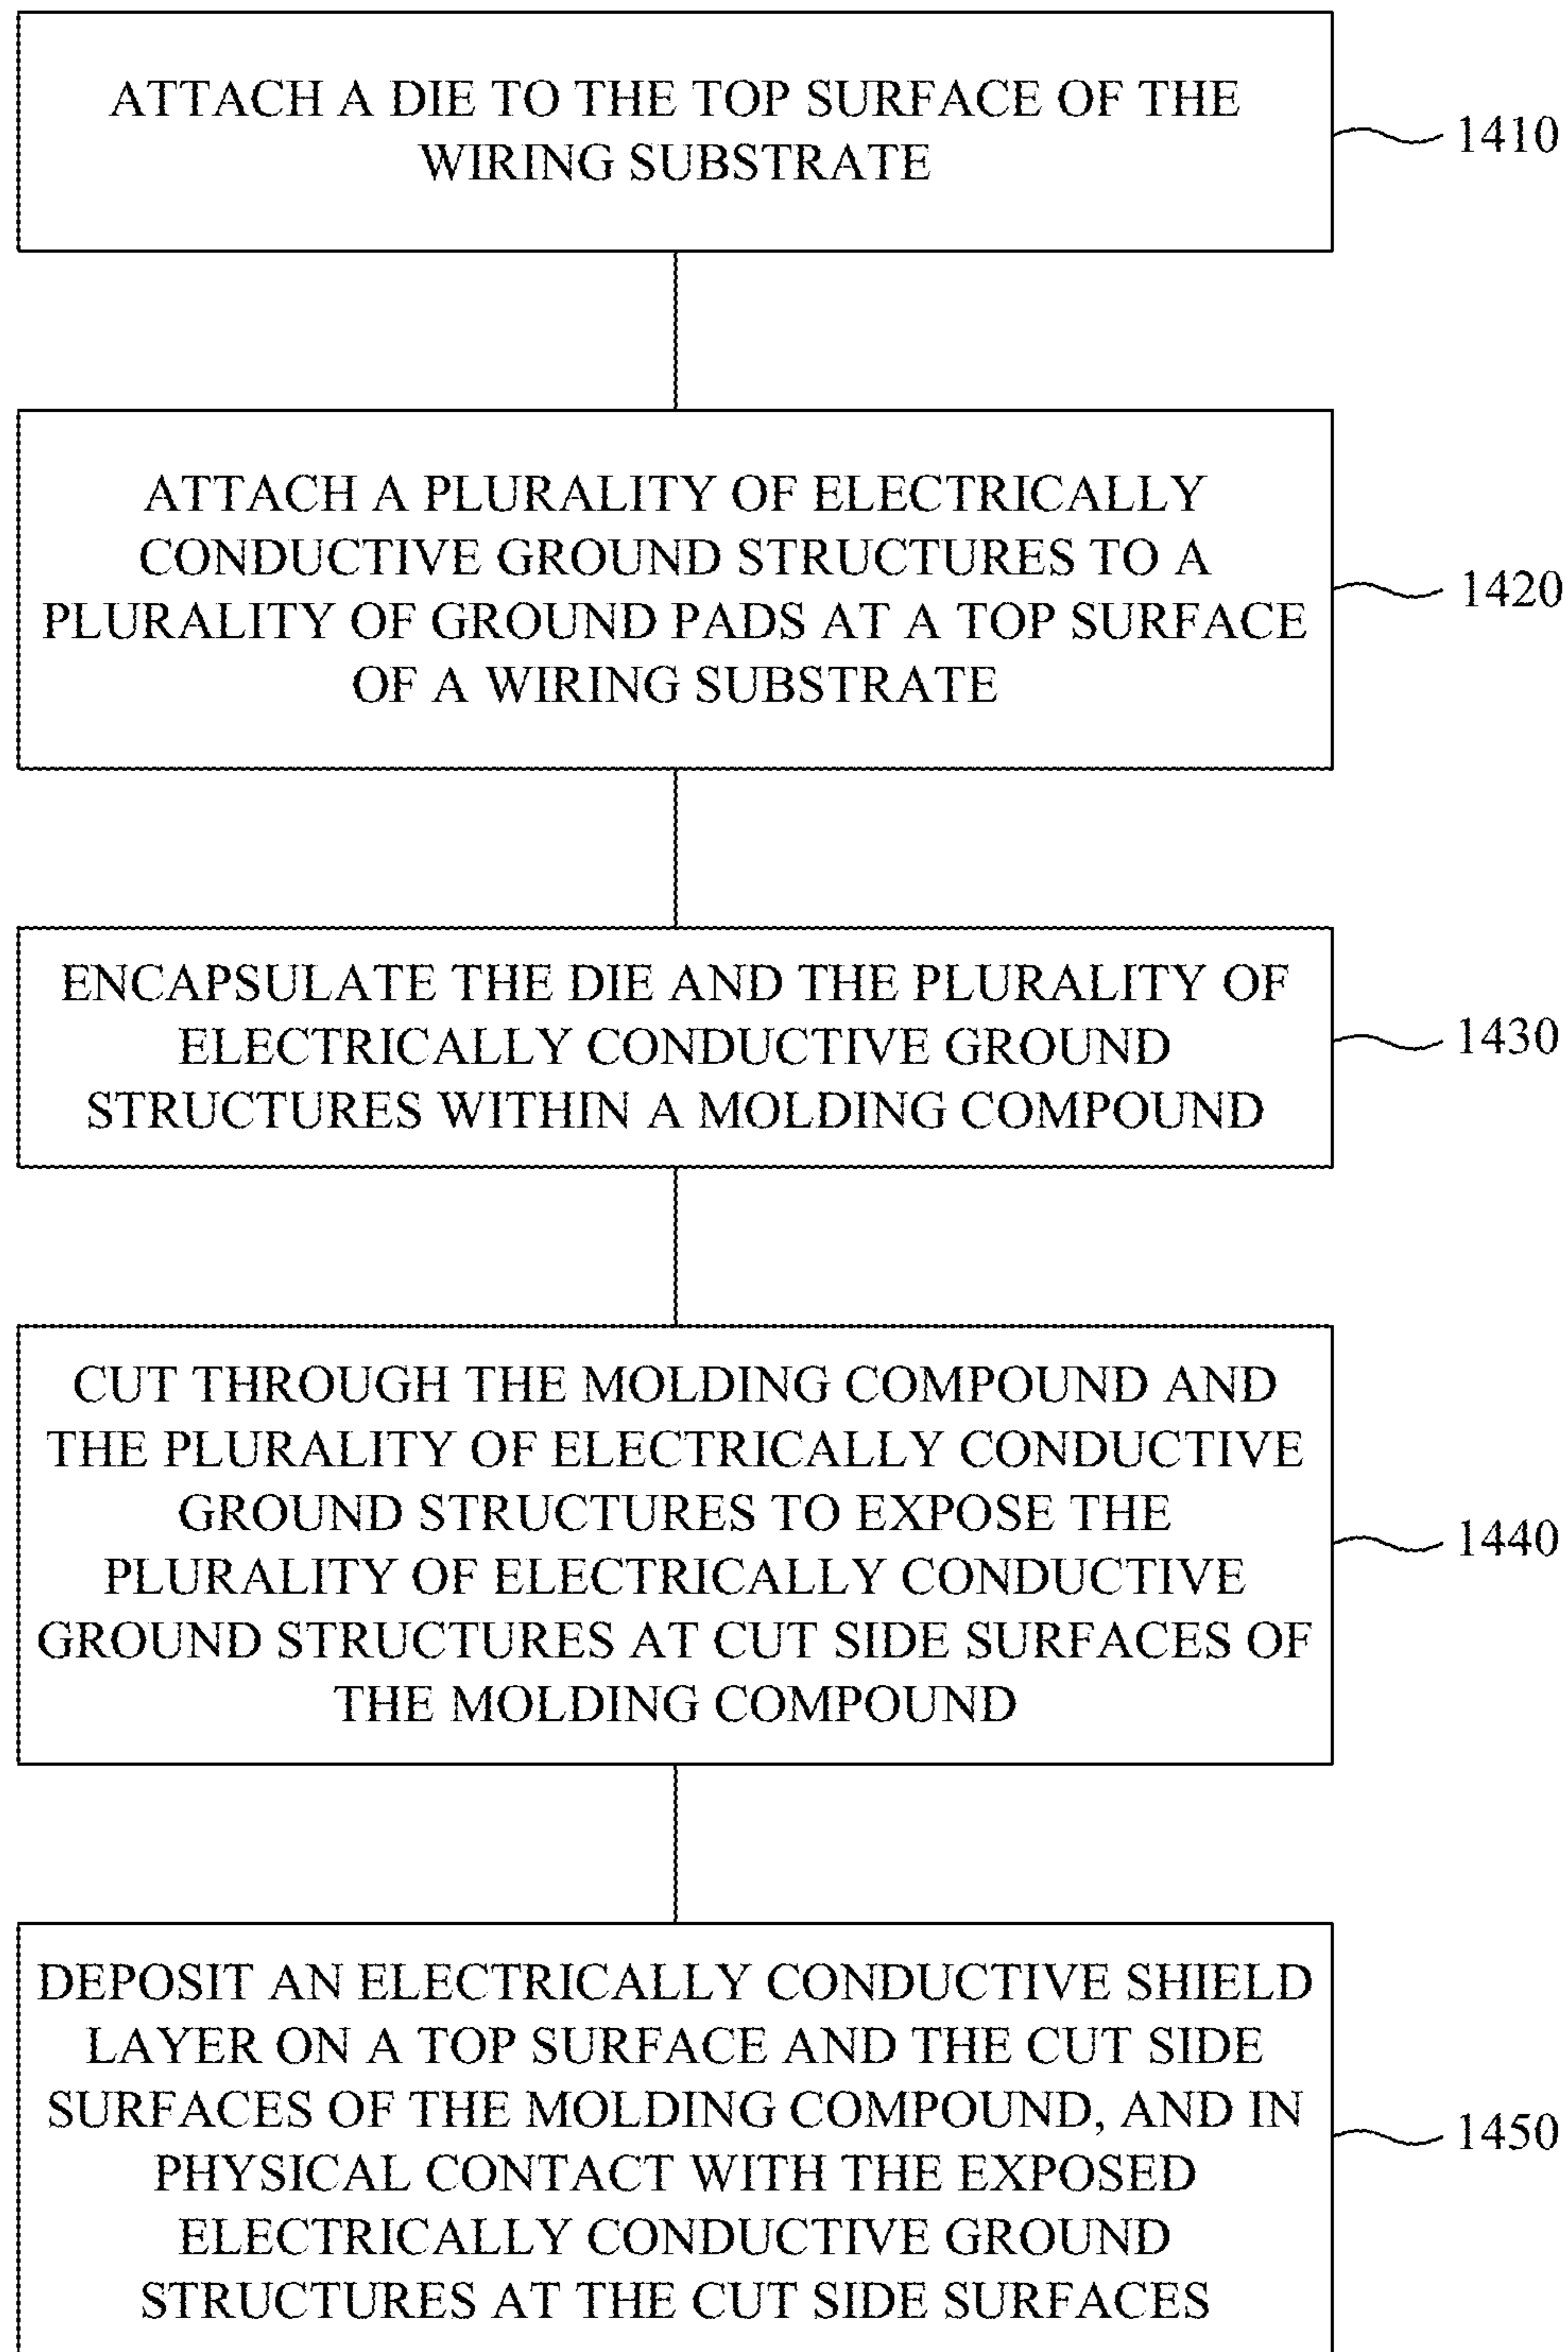 ATTACH A DIE TO THE TOP SURFACE OF THE
WIRING SUBSTRATE
1410
ATTACH A PLURALITY OF ELECTRICALLY
CONDUCTIVE GROUND STRUCTURES TO A
PLURALITY OF GROUND PADS AT A TOP SURFACE
OF A WIRING SUBSTRATE
1420
ENCAPSULATE THE DIE AND THE PLURALITY OF
ELECTRICALLY CONDUCTIVE GROUND
STRUCTURES WITHIN A MOLDING COMPOUND
1430
CUT THROUGH THE MOLDING COMPOUND AND
THE PLURALITY OF ELECTRICALLY CONDUCTIVE
GROUND STRUCTURES TO EXPOSE THE
PLURALITY OF ELECTRICALLY CONDUCTIVE
GROUND STRUCTURES AT CUT SIDE SURFACES OF
THE MOLDING COMPOUND
1440
DEPOSIT AN ELECTRICALLY CONDUCTIVE SHIELD
LAYER ON A TOP SURFACE AND THE CUT SIDE
SURFACES OF THE MOLDING COMPOUND, AND IN
PHYSICAL CONTACT WITH THE EXPOSED
ELECTRICALLY CONDUCTIVE GROUND
STRUCTURES AT THE CUT SIDE SURFACES
1450